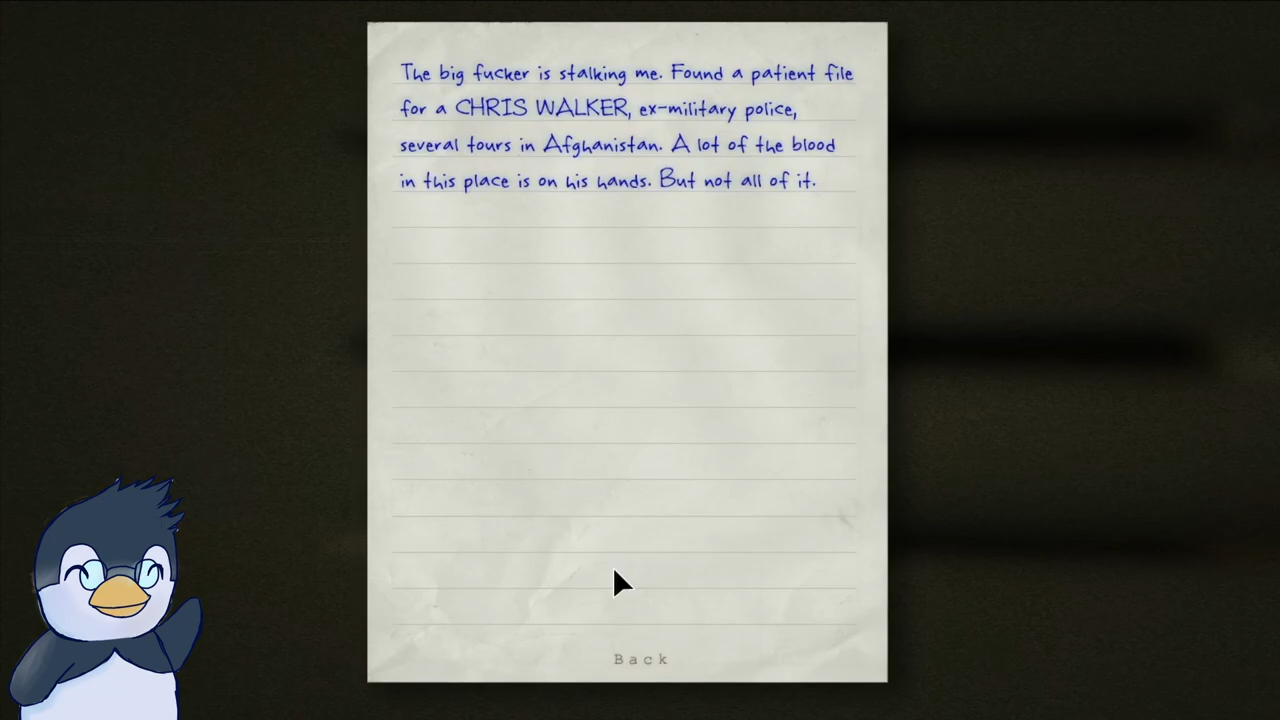 The big fucker is stalking me. Found a patient file
for a CHRIS WALKER, ex-military police,
several tours in Afghanistan. A lot of the blood
in this place is on his hands. But not all of it.
Back